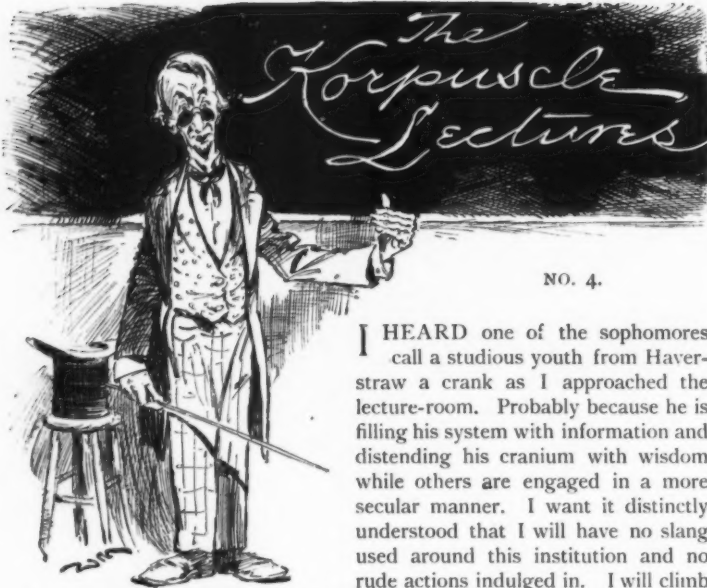 The
Korpuscle
Lectures
NO. 4.
I HEARD one of the sophomores
call a studious youth from Haver-
straw a crank as I approached the
lecture-room. Probably because he is
filling his system with information and
distending his cranium with wisdom
while others are engaged in a more
secular manner. I want it distinctly
understood that I will have no slang
used around this institution and no
rude actions indulged in. I will climb